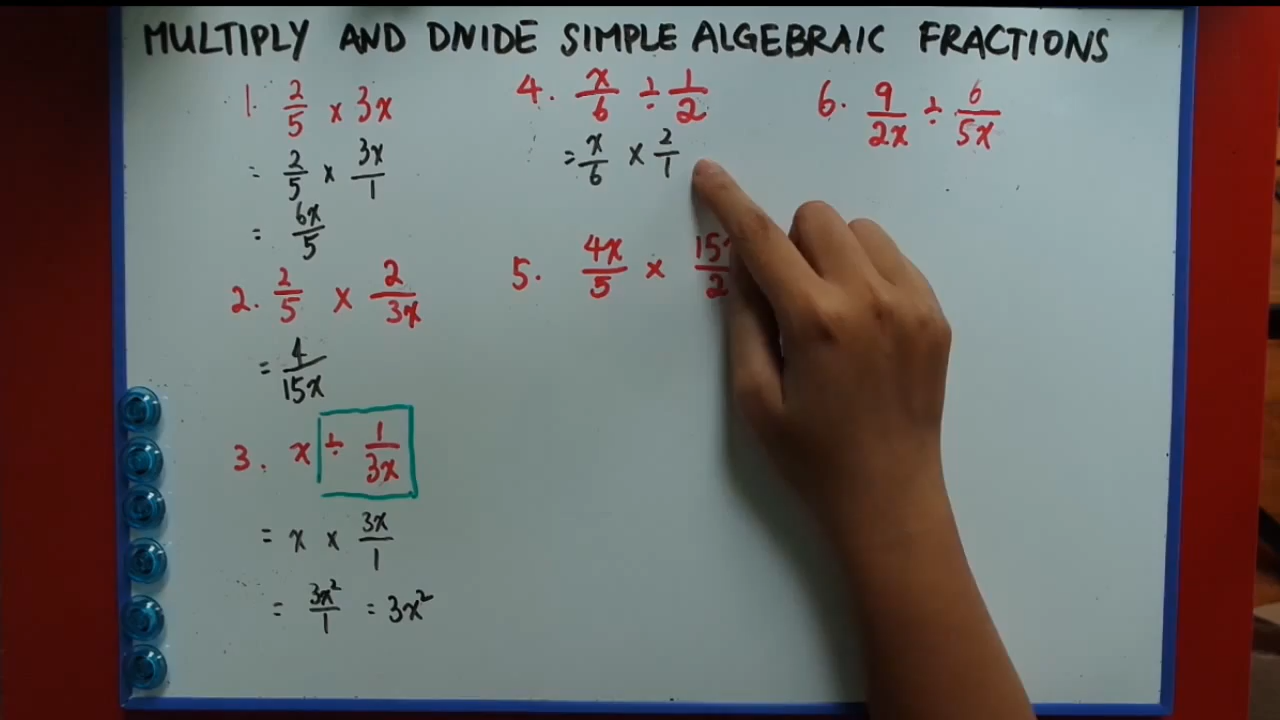 MULTIPLY AND DIVIDE SIMPLE ALGEBRAIC FRACTIONS
1. 2/5 × 3x
= 2/5 × 3x/1
= 6x/5
2. 2/5 × 2/3x
= 4/15x
3. x ÷ 1/3x
= x × 3x/1
= 3x²/1 = 3x²
4. x/6 ÷ 1/2
= x/6 × 2/1
5. 4x/5 ×
6. 9/2x ÷ 6/5x